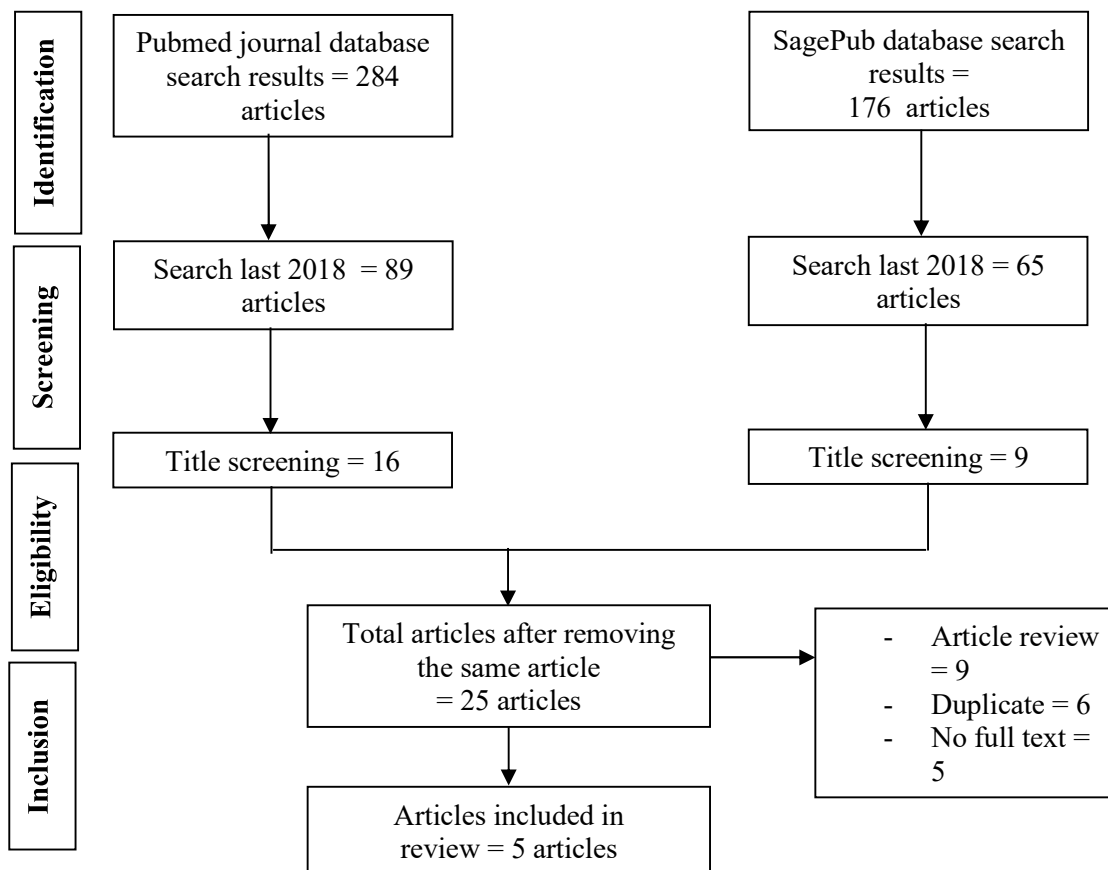 Identification
Pubmed journal database
search results = 284
articles
SagePub database search
results =
176 articles
Screening
Search last 2018 = 89
articles
Search last 2018 = 65
articles
Title screening = 16
Title screening = 9
Eligibility
Total articles after removing
the same article
= 25 articles
- Article review
= 9
- Duplicate = 6
- No full text =
5
Inclusion
Articles included in
review = 5 articles